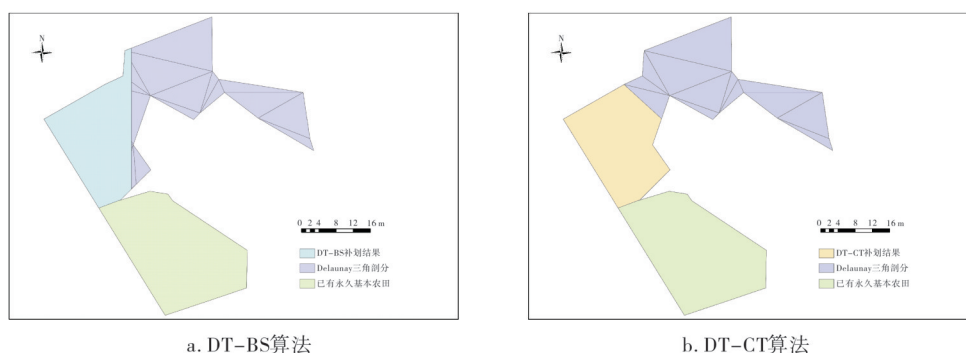 N
0 2 4 8 12 16 m
DT-BS补划结果
Delaunay三角剖分
已有永久基本农田
a. DT-BS算法
N
0 2 4 8 12 16 m
DT-CT补划结果
Delaunay三角剖分
已有永久基本农田
b. DT-CT算法